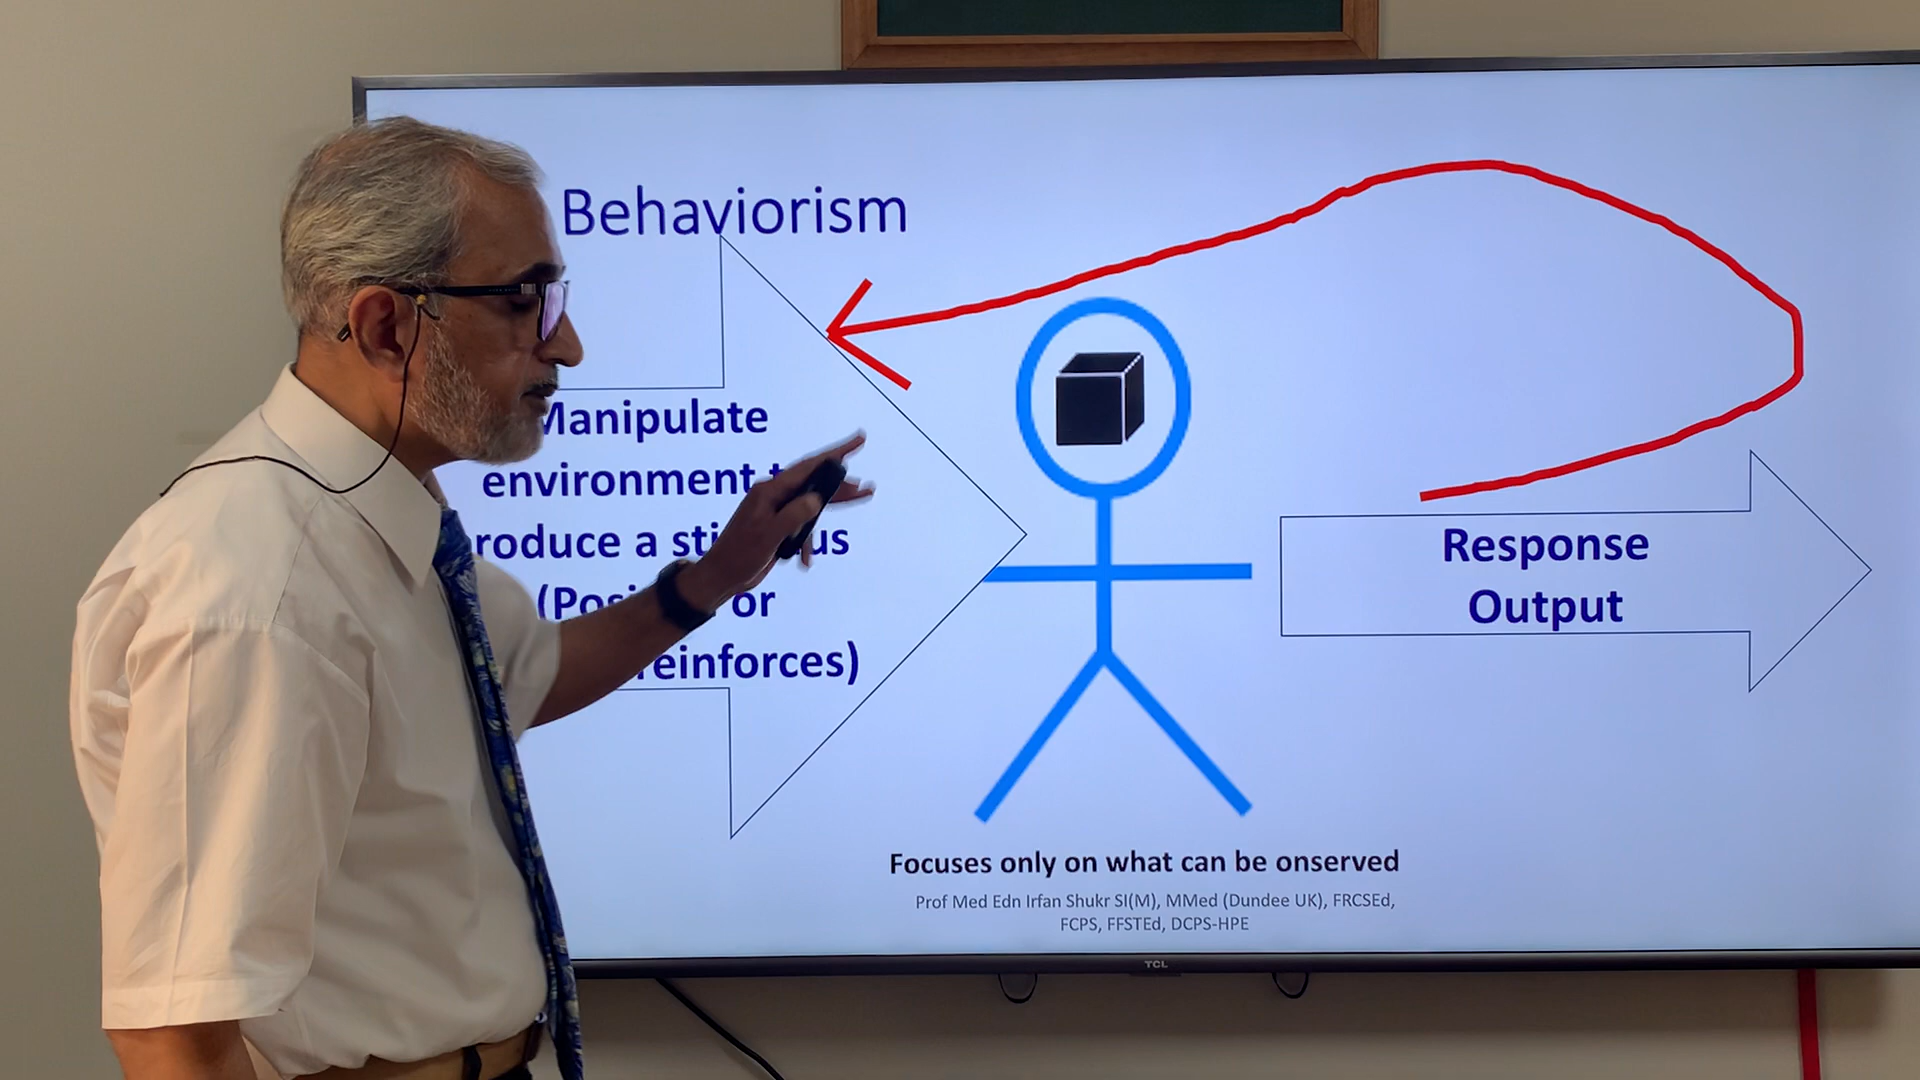 Behaviorism
Manipulate
environment
roduce a sti us
(Pos or
einforces)
Response
Output
Focuses only on what can be onserved
Prof Med Edn Irfan Shukr SI(M), MMed (Dundee UK), FRCSEd,
FCPS, FFSTEd, DCPS-HPE
TCL